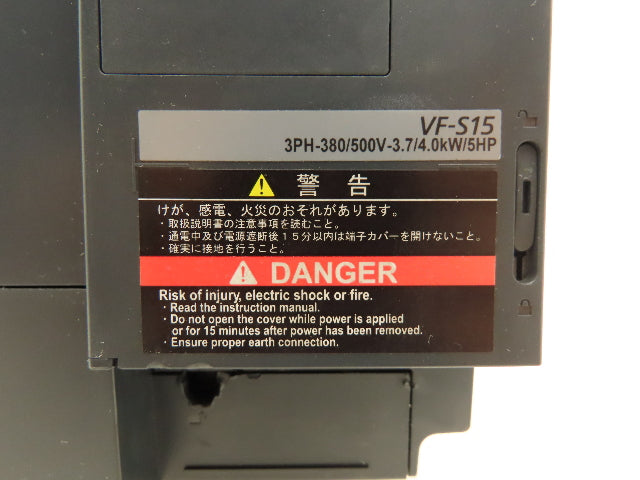 VF-S15
3PH-380/500V-3.7/4.0kW/5HP
警 告
けが、感電、火災のおそれがあります。
・取扱説明書の注意事項を読むこと。
・通電中及び電源遮断後15分以内は端子カバーを開けないこと。
・確実に接地を行うこと。
DANGER
Risk of injury, electric shock or fire.
・Read the instruction manual.
・Do not open the cover while power is applied
or for 15 minutes after power has been removed.
・Ensure proper earth connection.